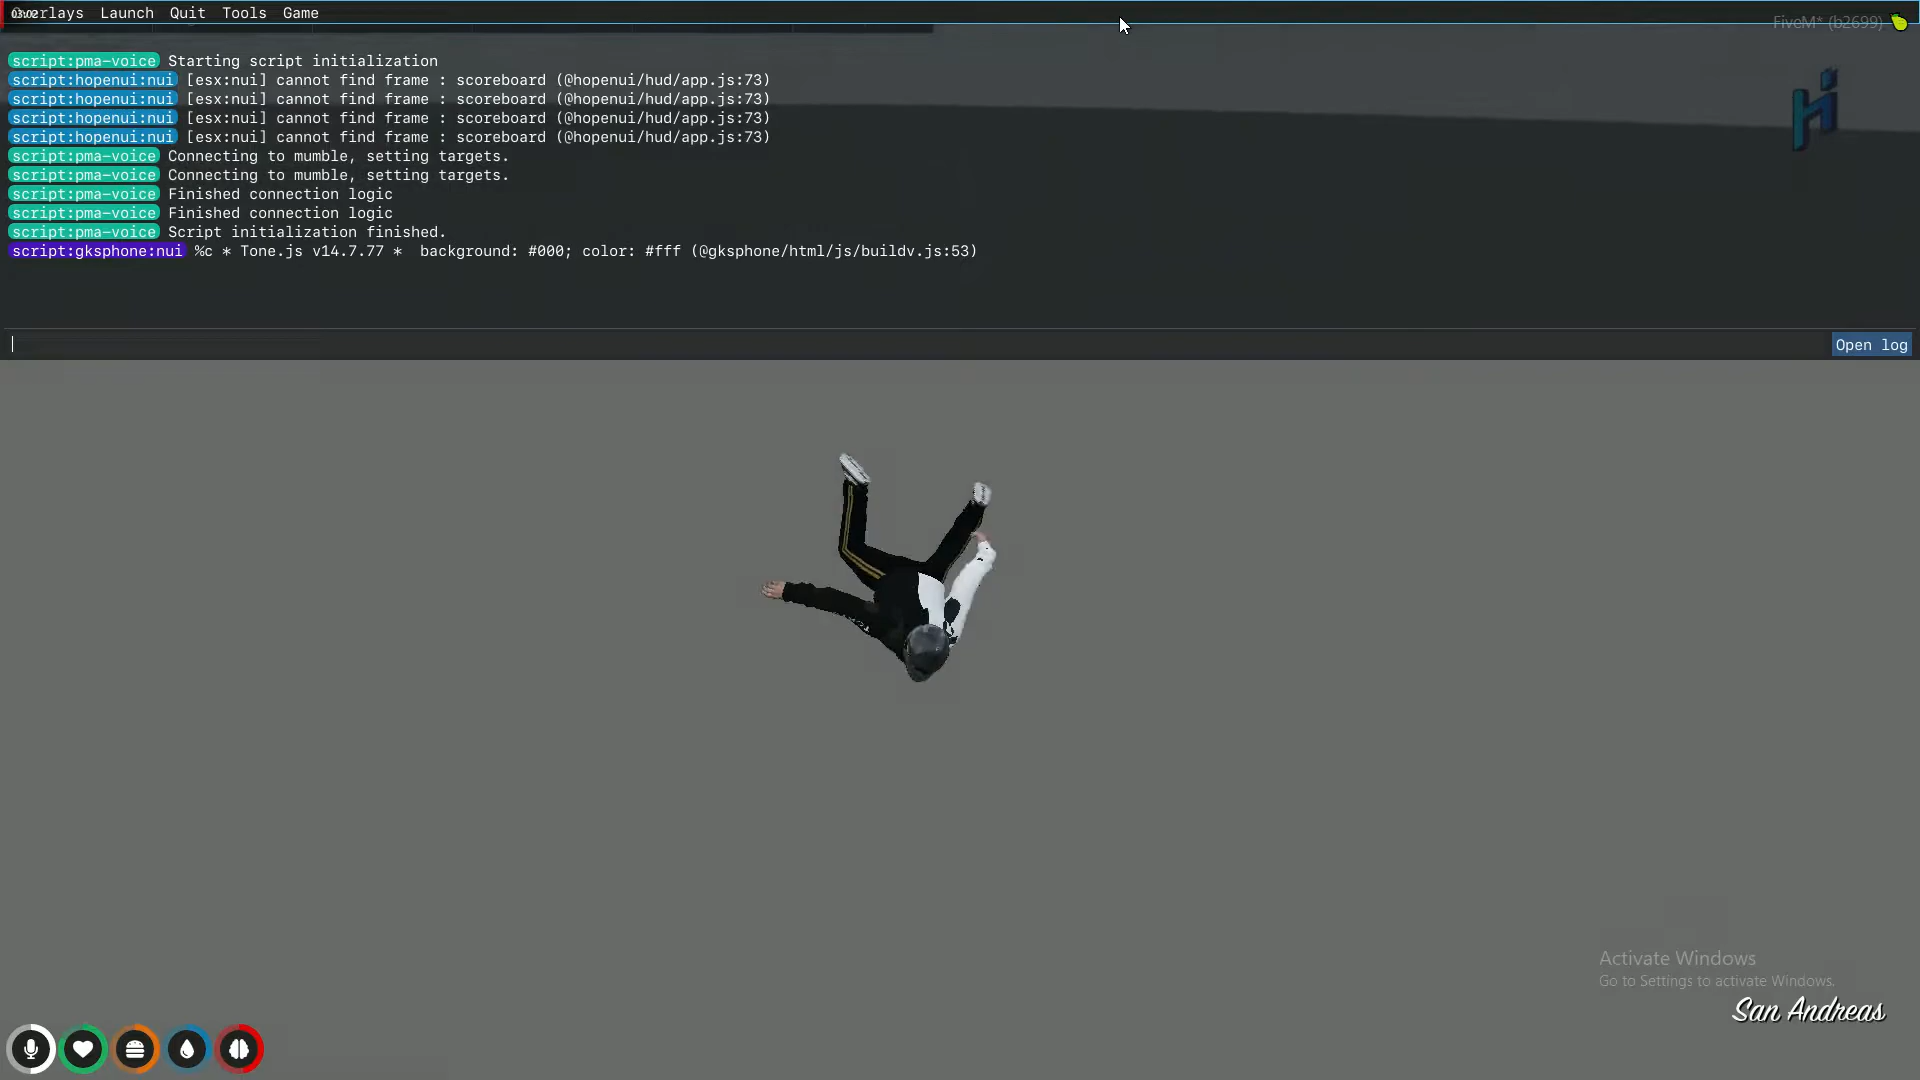 Overlays Launch Quit Tools Game
FiveM* (b2699)
script:pma-voice Starting script initialization
script:hopenui:nui [esx:nui] cannot find frame : scoreboard (@hopenui/hud/app.js:73)
script:hopenui:nui [esx:nui] cannot find frame : scoreboard (@hopenui/hud/app.js:73)
script:hopenui:nui [esx:nui] cannot find frame : scoreboard (@hopenui/hud/app.js:73)
script:hopenui:nui [esx:nui] cannot find frame : scoreboard (@hopenui/hud/app.js:73)
script:pma-voice Connecting to mumble, setting targets.
script:pma-voice Connecting to mumble, setting targets.
script:pma-voice Finished connection logic
script:pma-voice Finished connection logic
script:pma-voice Script initialization finished.
script:gksphone:nui %c * Tone.js v14.7.77 * background: #000; color: #fff (@gksphone/html/js/buildv.js:53)
Open log
Activate Windows
Go to Settings to activate Windows.
San Andreas